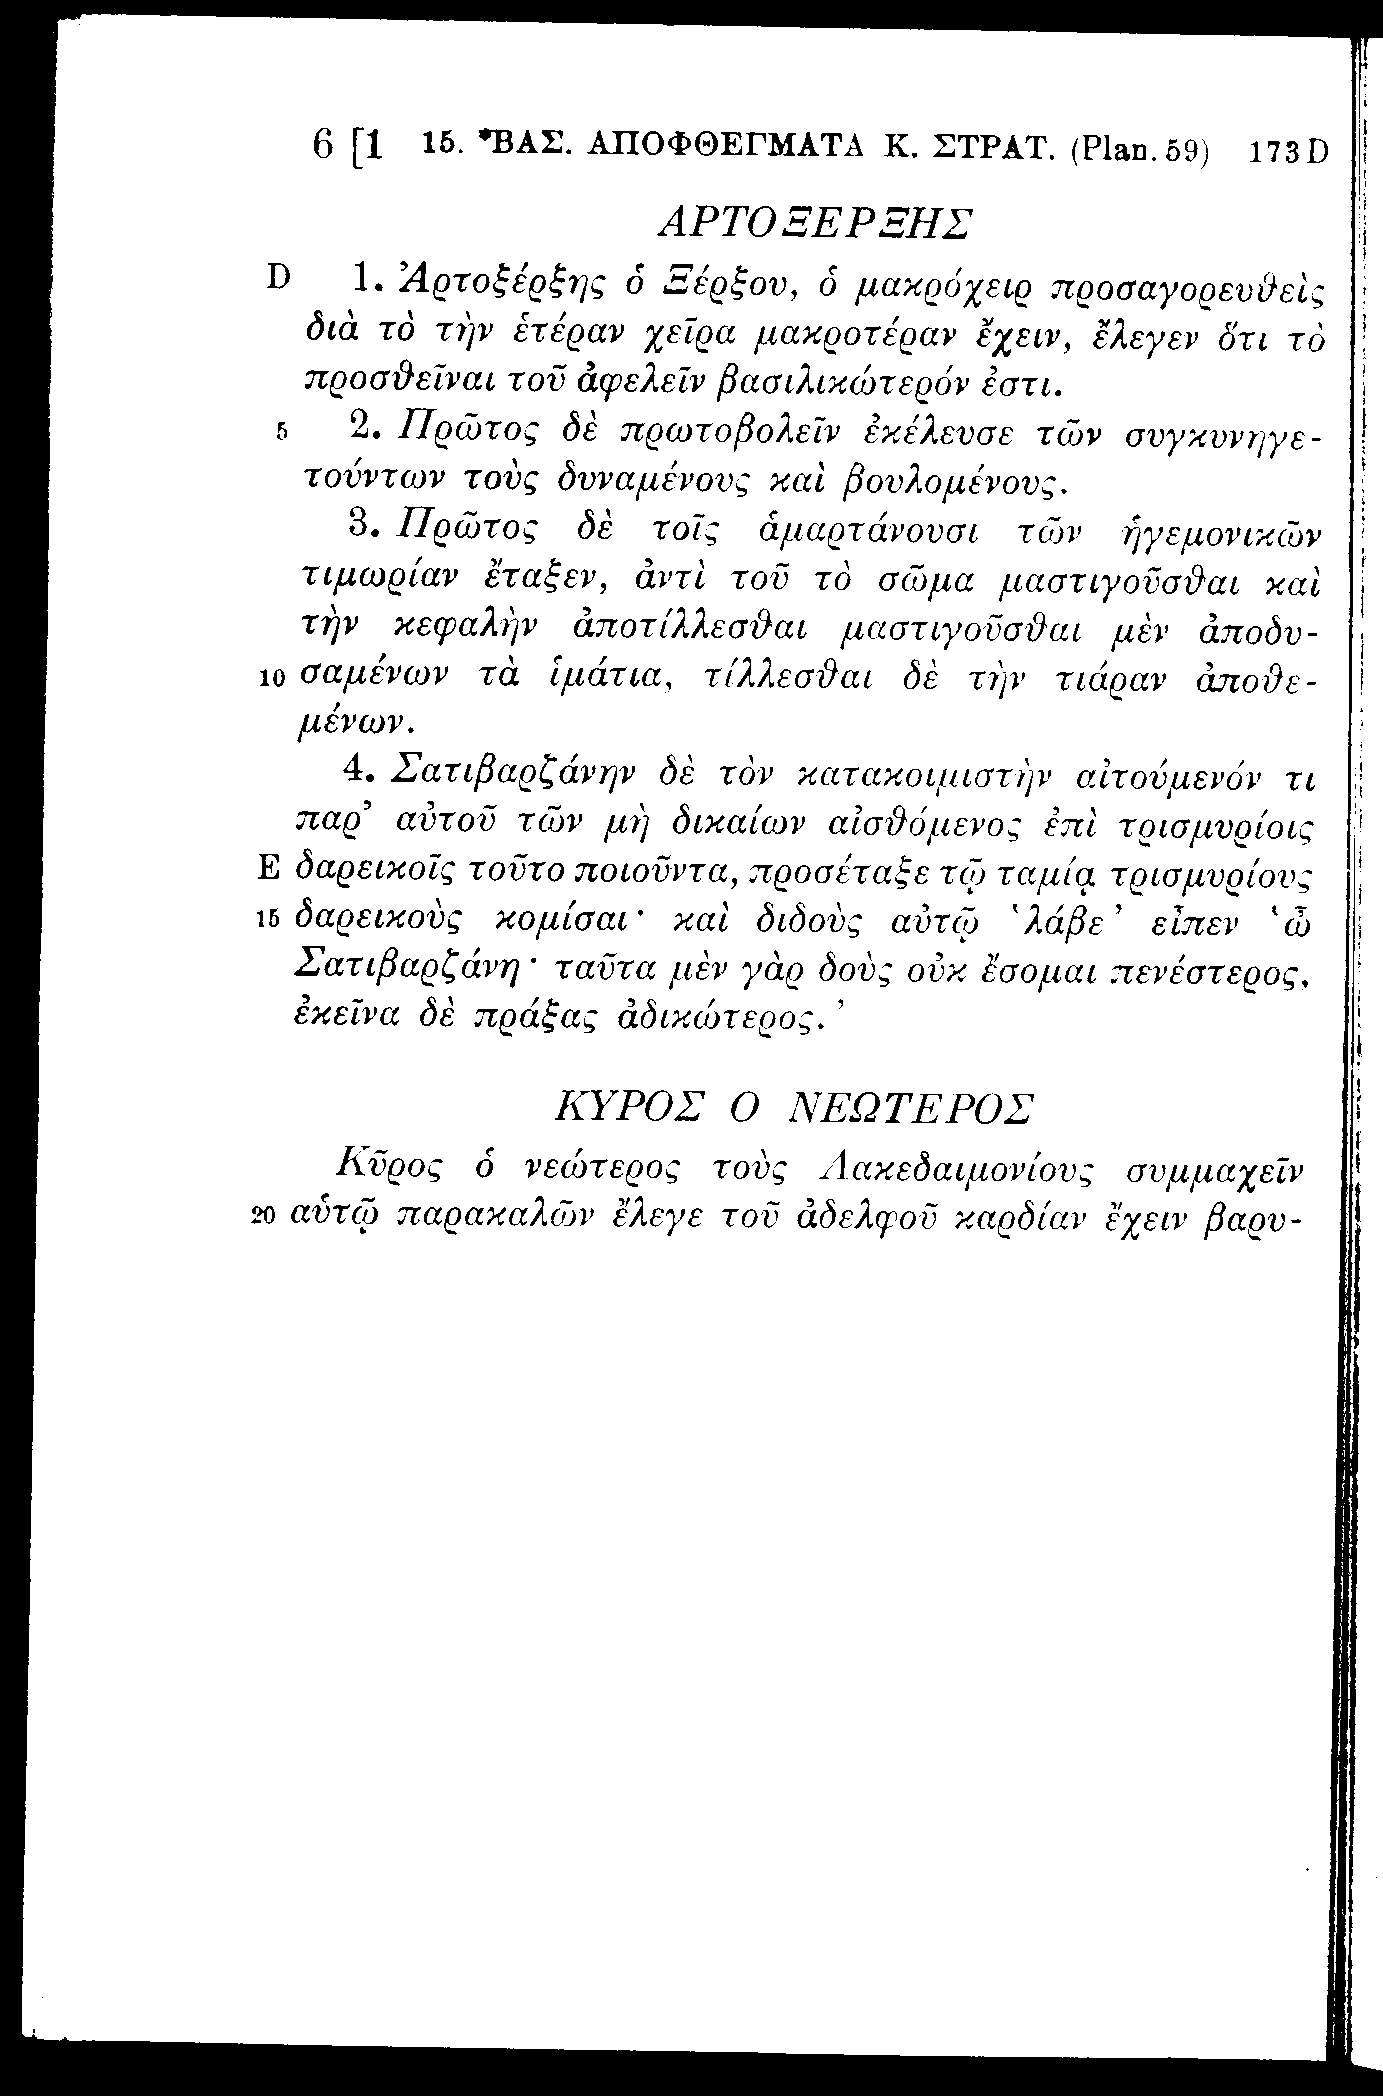 6 [1 15. *ΒΑΣ. ΑΠΟΦΘΕΓΜΑΤΑ Κ. ΣΤΡΑΤ. (Plan. 59) 173 D
ΑΡΤΟΞΕΡΞΗΣ
D 1. Ἀρτοξέρξης ὁ Ξέρξου, ὁ μακρόχειρ προσαγορευθεὶς
διὰ τὸ τὴν ἑτέραν χεῖρα μακροτέραν ἔχειν, ἔλεγεν ὅτι τὸ
προσθεῖναι τοῦ ἀφελεῖν βασιλικώτερόν ἐστι.
5 2. Πρῶτος δὲ πρωτοβολεῖν ἐκέλευσε τῶν συγκυνηγε-
τούντων τοὺς δυναμένους καὶ βουλομένους.
3. Πρῶτος δὲ τοῖς ἁμαρτάνουσι τῶν ἡγεμονικῶν
τιμωρίαν ἔταξεν, ἀντὶ τοῦ τὸ σῶμα μαστιγοῦσθαι καὶ
τὴν κεφαλὴν ἀποτίλλεσθαι μαστιγοῦσθαι μὲν ἀποδυ-
10 σαμένων τὰ ἱμάτια, τίλλεσθαι δὲ τὴν τιάραν ἀποθε-
μένων.
4. Σατιβαρζάνην δὲ τὸν κατακοιμιστὴν αἰτούμενόν τι
παρ’ αὐτοῦ τῶν μὴ δικαίων αἰσθόμενος ἐπὶ τρισμυρίοις
E δαρεικοῖς τοῦτο ποιοῦντα, προσέταξε τῷ ταμίᾳ τρισμυρίους
15 δαρεικοὺς κομίσαι· καὶ διδοὺς αὐτῷ ‘λάβε’ εἶπεν ‘ὦ
Σατιβαρζάνη· ταῦτα μὲν γὰρ δοὺς οὐκ ἔσομαι πενέστερος,
ἐκεῖνα δὲ πράξας ἀδικώτερος.’
ΚΥΡΟΣ Ο ΝΕΩΤΕΡΟΣ
Κῦρος ὁ νεώτερος τοὺς Λακεδαιμονίους συμμαχεῖν
20 αὑτῷ παρακαλῶν ἔλεγε τοῦ ἀδελφοῦ καρδίαν ἔχειν βαρυ-